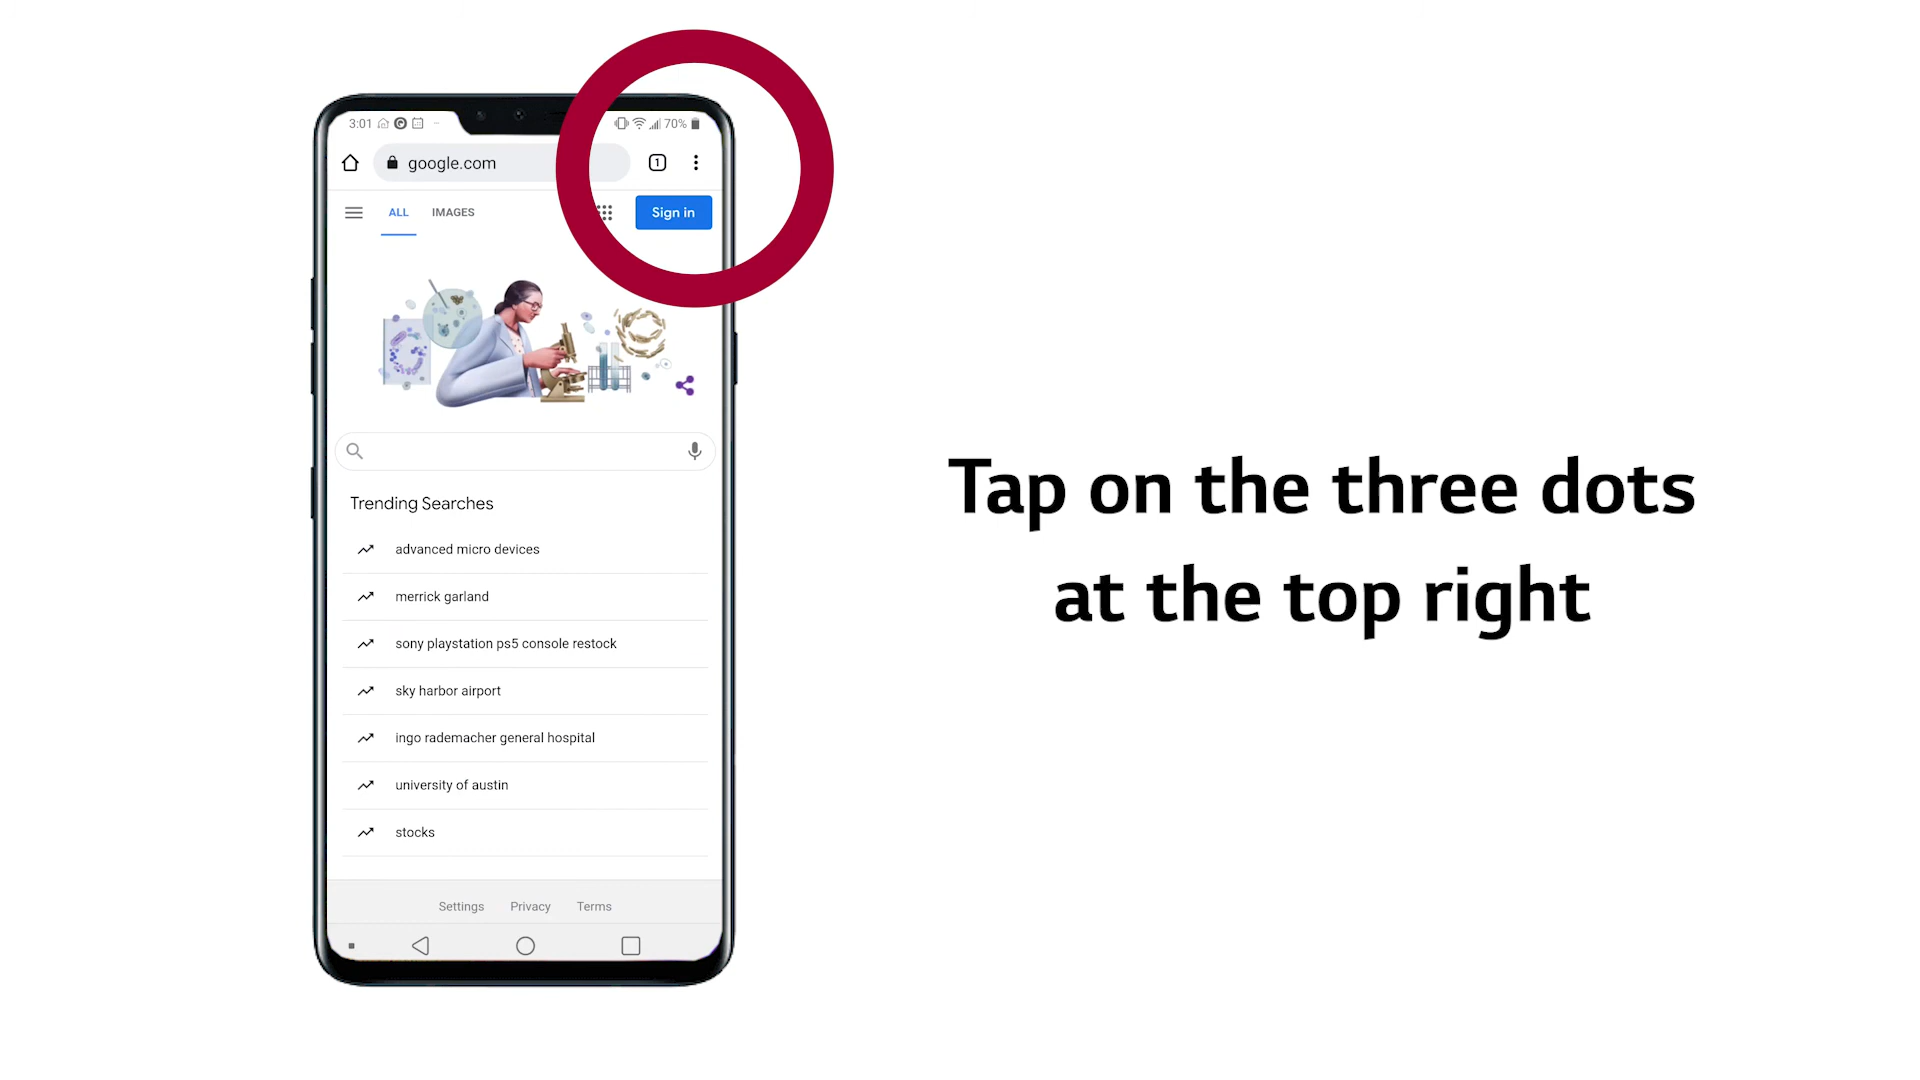 3:01
70%
google.com
1
ALL IMAGES
Sign in
Trending Searches
advanced micro devices
merrick garland
sony playstation ps5 console restock
sky harbor airport
ingo rademacher general hospital
university of austin
stocks
Settings Privacy Terms
Tap on the three dots
at the top right